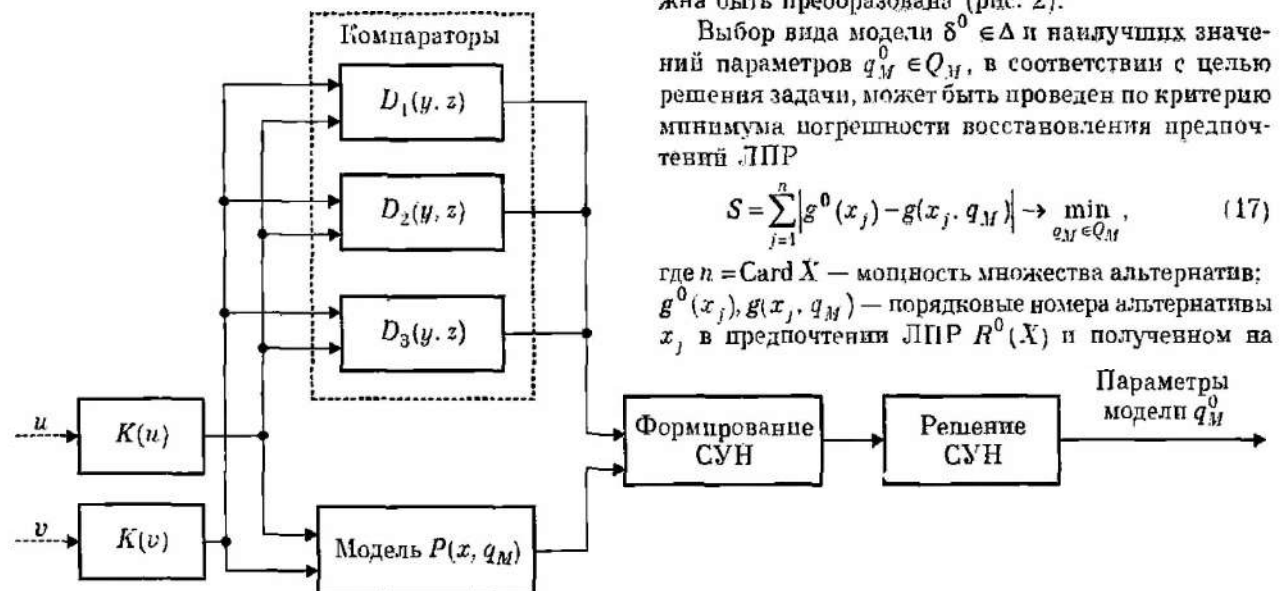 жна быть преобразована (рис. 2).
Выбор вида модели δ⁰ ∈ Δ и наилучших значе-
ний параметров q⁰_M ∈ Q_M, в соответствии с целью
решения задачи, может быть проведен по критерию
минимума погрешности восстановления предпоч-
тений ЛПР
S = ∑_{j=1}^{n} |g⁰(x_j) − g(x_j, q_M)| → min_{q_M ∈ Q_M}, (17)
где n = Card X — мощность множества альтернатив;
g⁰(x_j), g(x_j, q_M) — порядковые номера альтернативы
x_j в предпочтении ЛПР R⁰(X) и полученном на
Компараторы
D₁(y, z)
D₂(y, z)
D₃(y, z)
u
K(u)
v
K(v)
Модель P(x, q_M)
Формирование
СУН
Решение
СУН
Параметры
модели q⁰_M